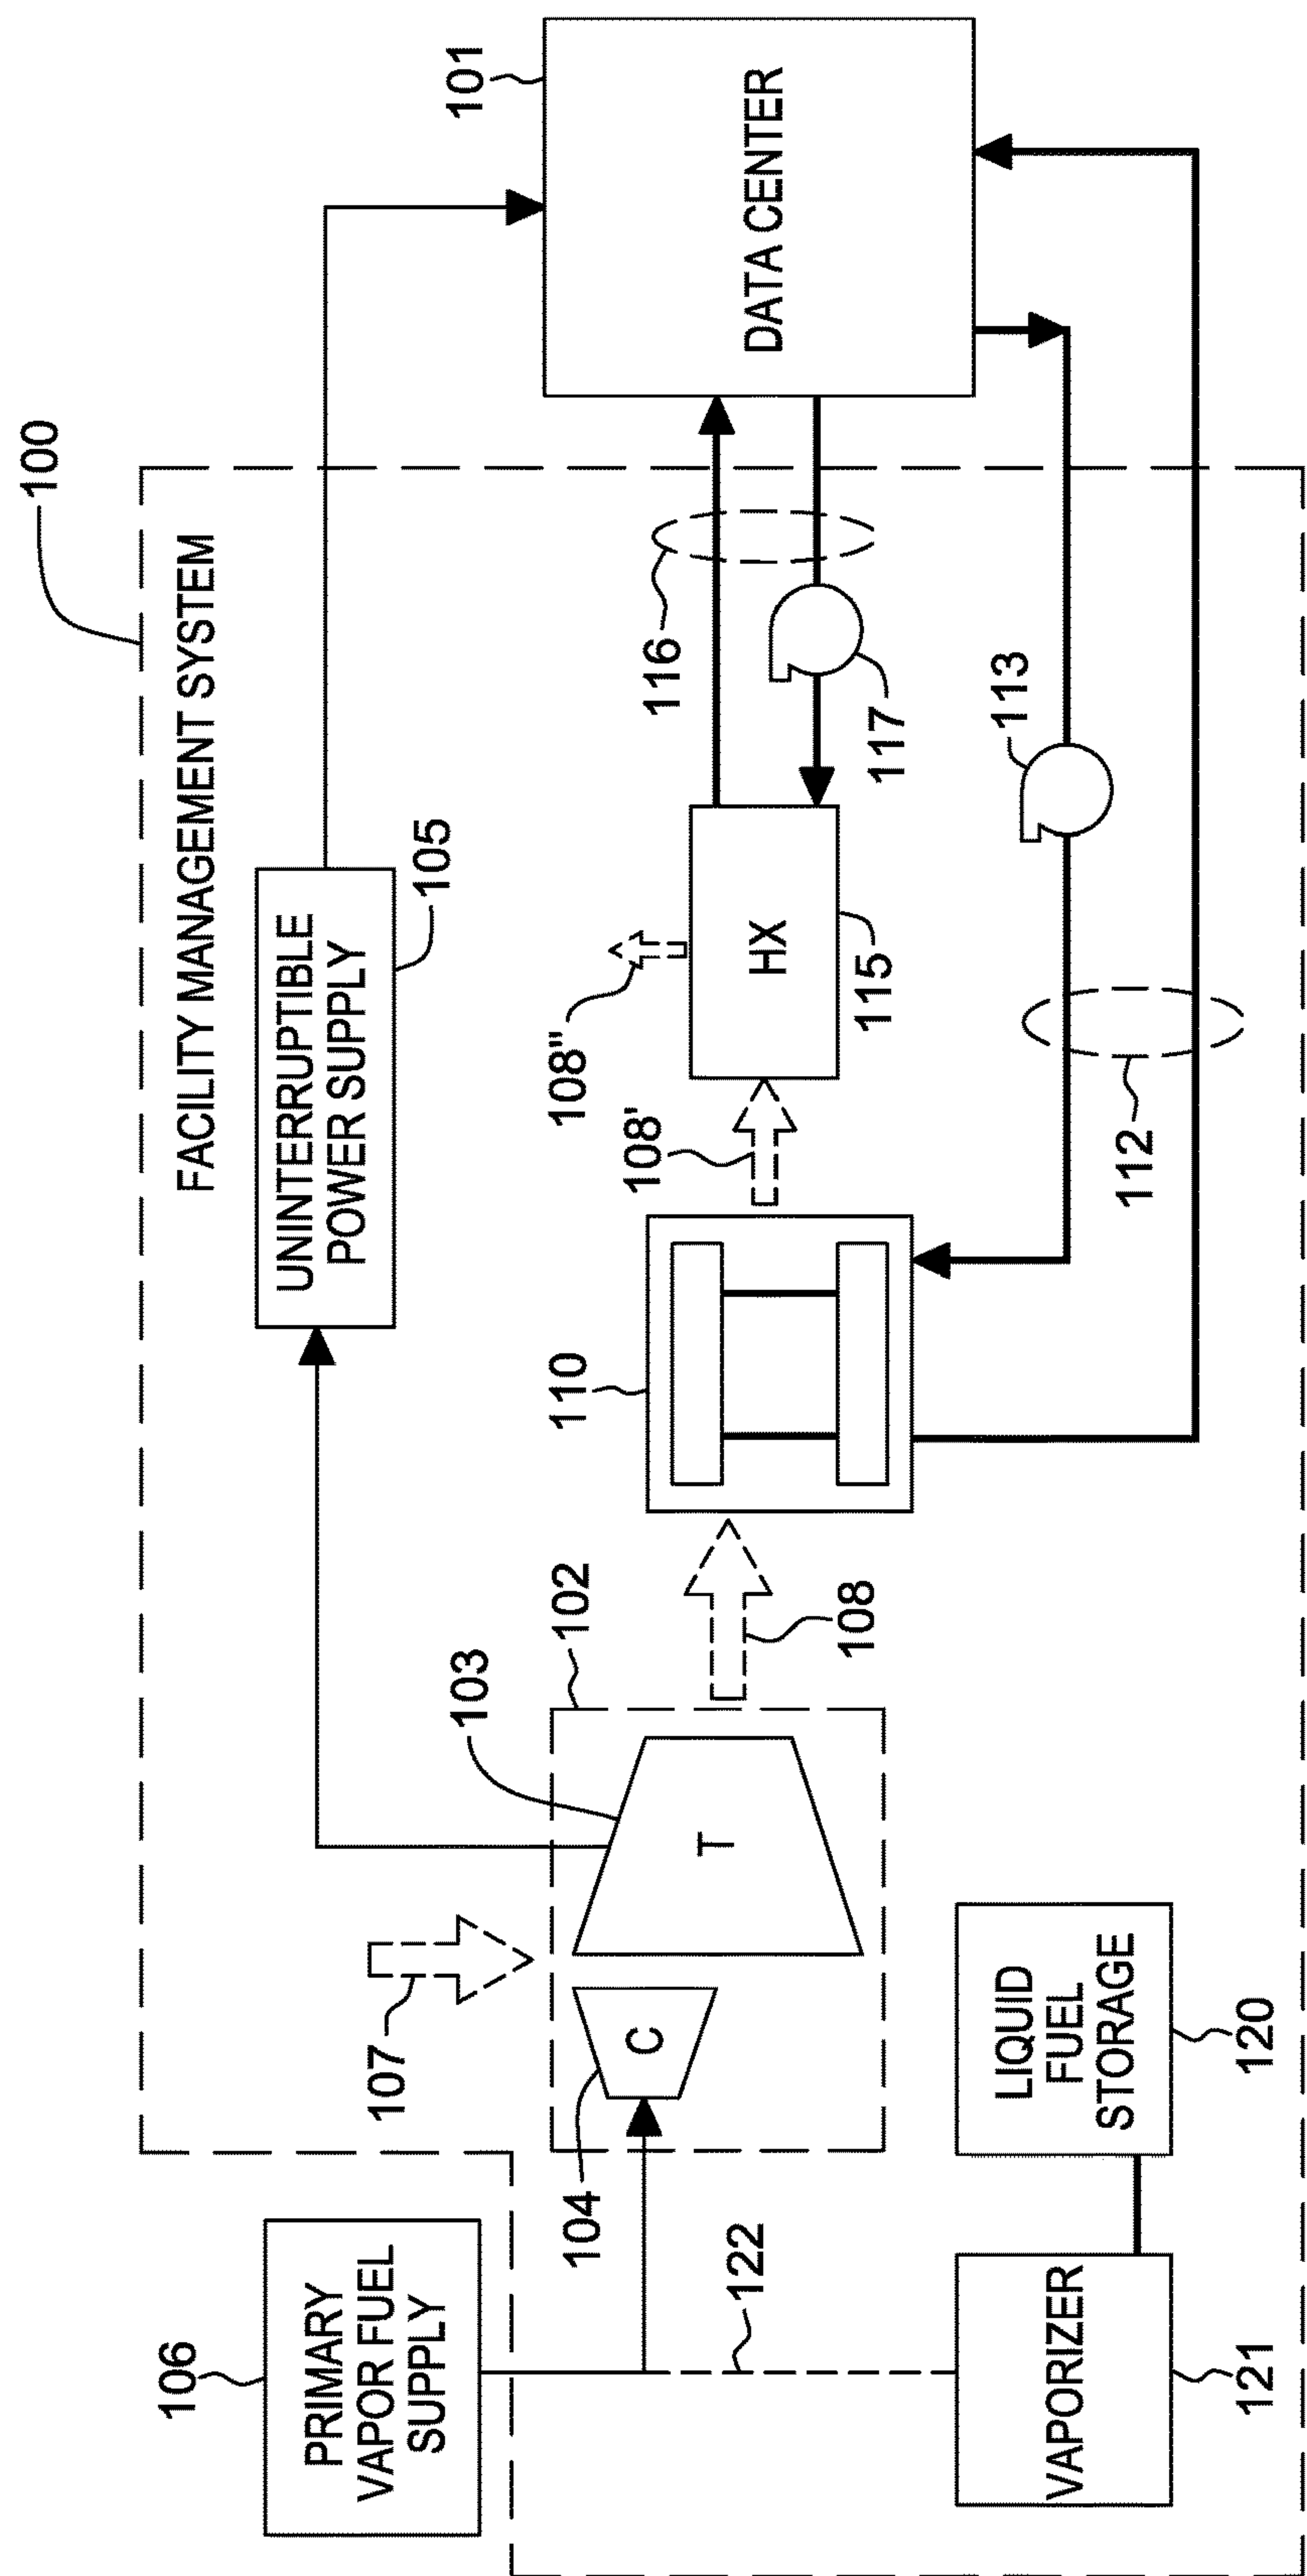 100
FACILITY MANAGEMENT SYSTEM
106
PRIMARY
VAPOR FUEL
SUPPLY
UNINTERRUPTIBLE
POWER SUPPLY
105
101
DATA CENTER
107
103
102
104
C
T
108
110
108'
108"
HX
115
116
117
113
112
122
VAPORIZER
121
LIQUID
FUEL
STORAGE
120